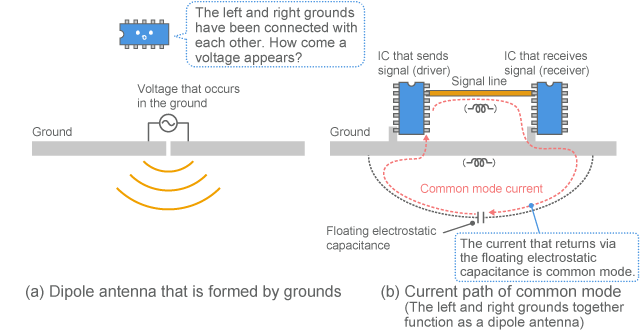 The left and right grounds
have been connected with
each other. How come a
voltage appears?
Voltage that occurs
in the ground
Ground
(a) Dipole antenna that is formed by grounds
IC that sends
signal (driver)
IC that receives
signal (receiver)
Signal line
Ground
Common mode current
Floating electrostatic
capacitance
The current that returns via
the floating electrostatic
capacitance is common mode.
(b) Current path of common mode
(The left and right grounds together
function as a dipole antenna)